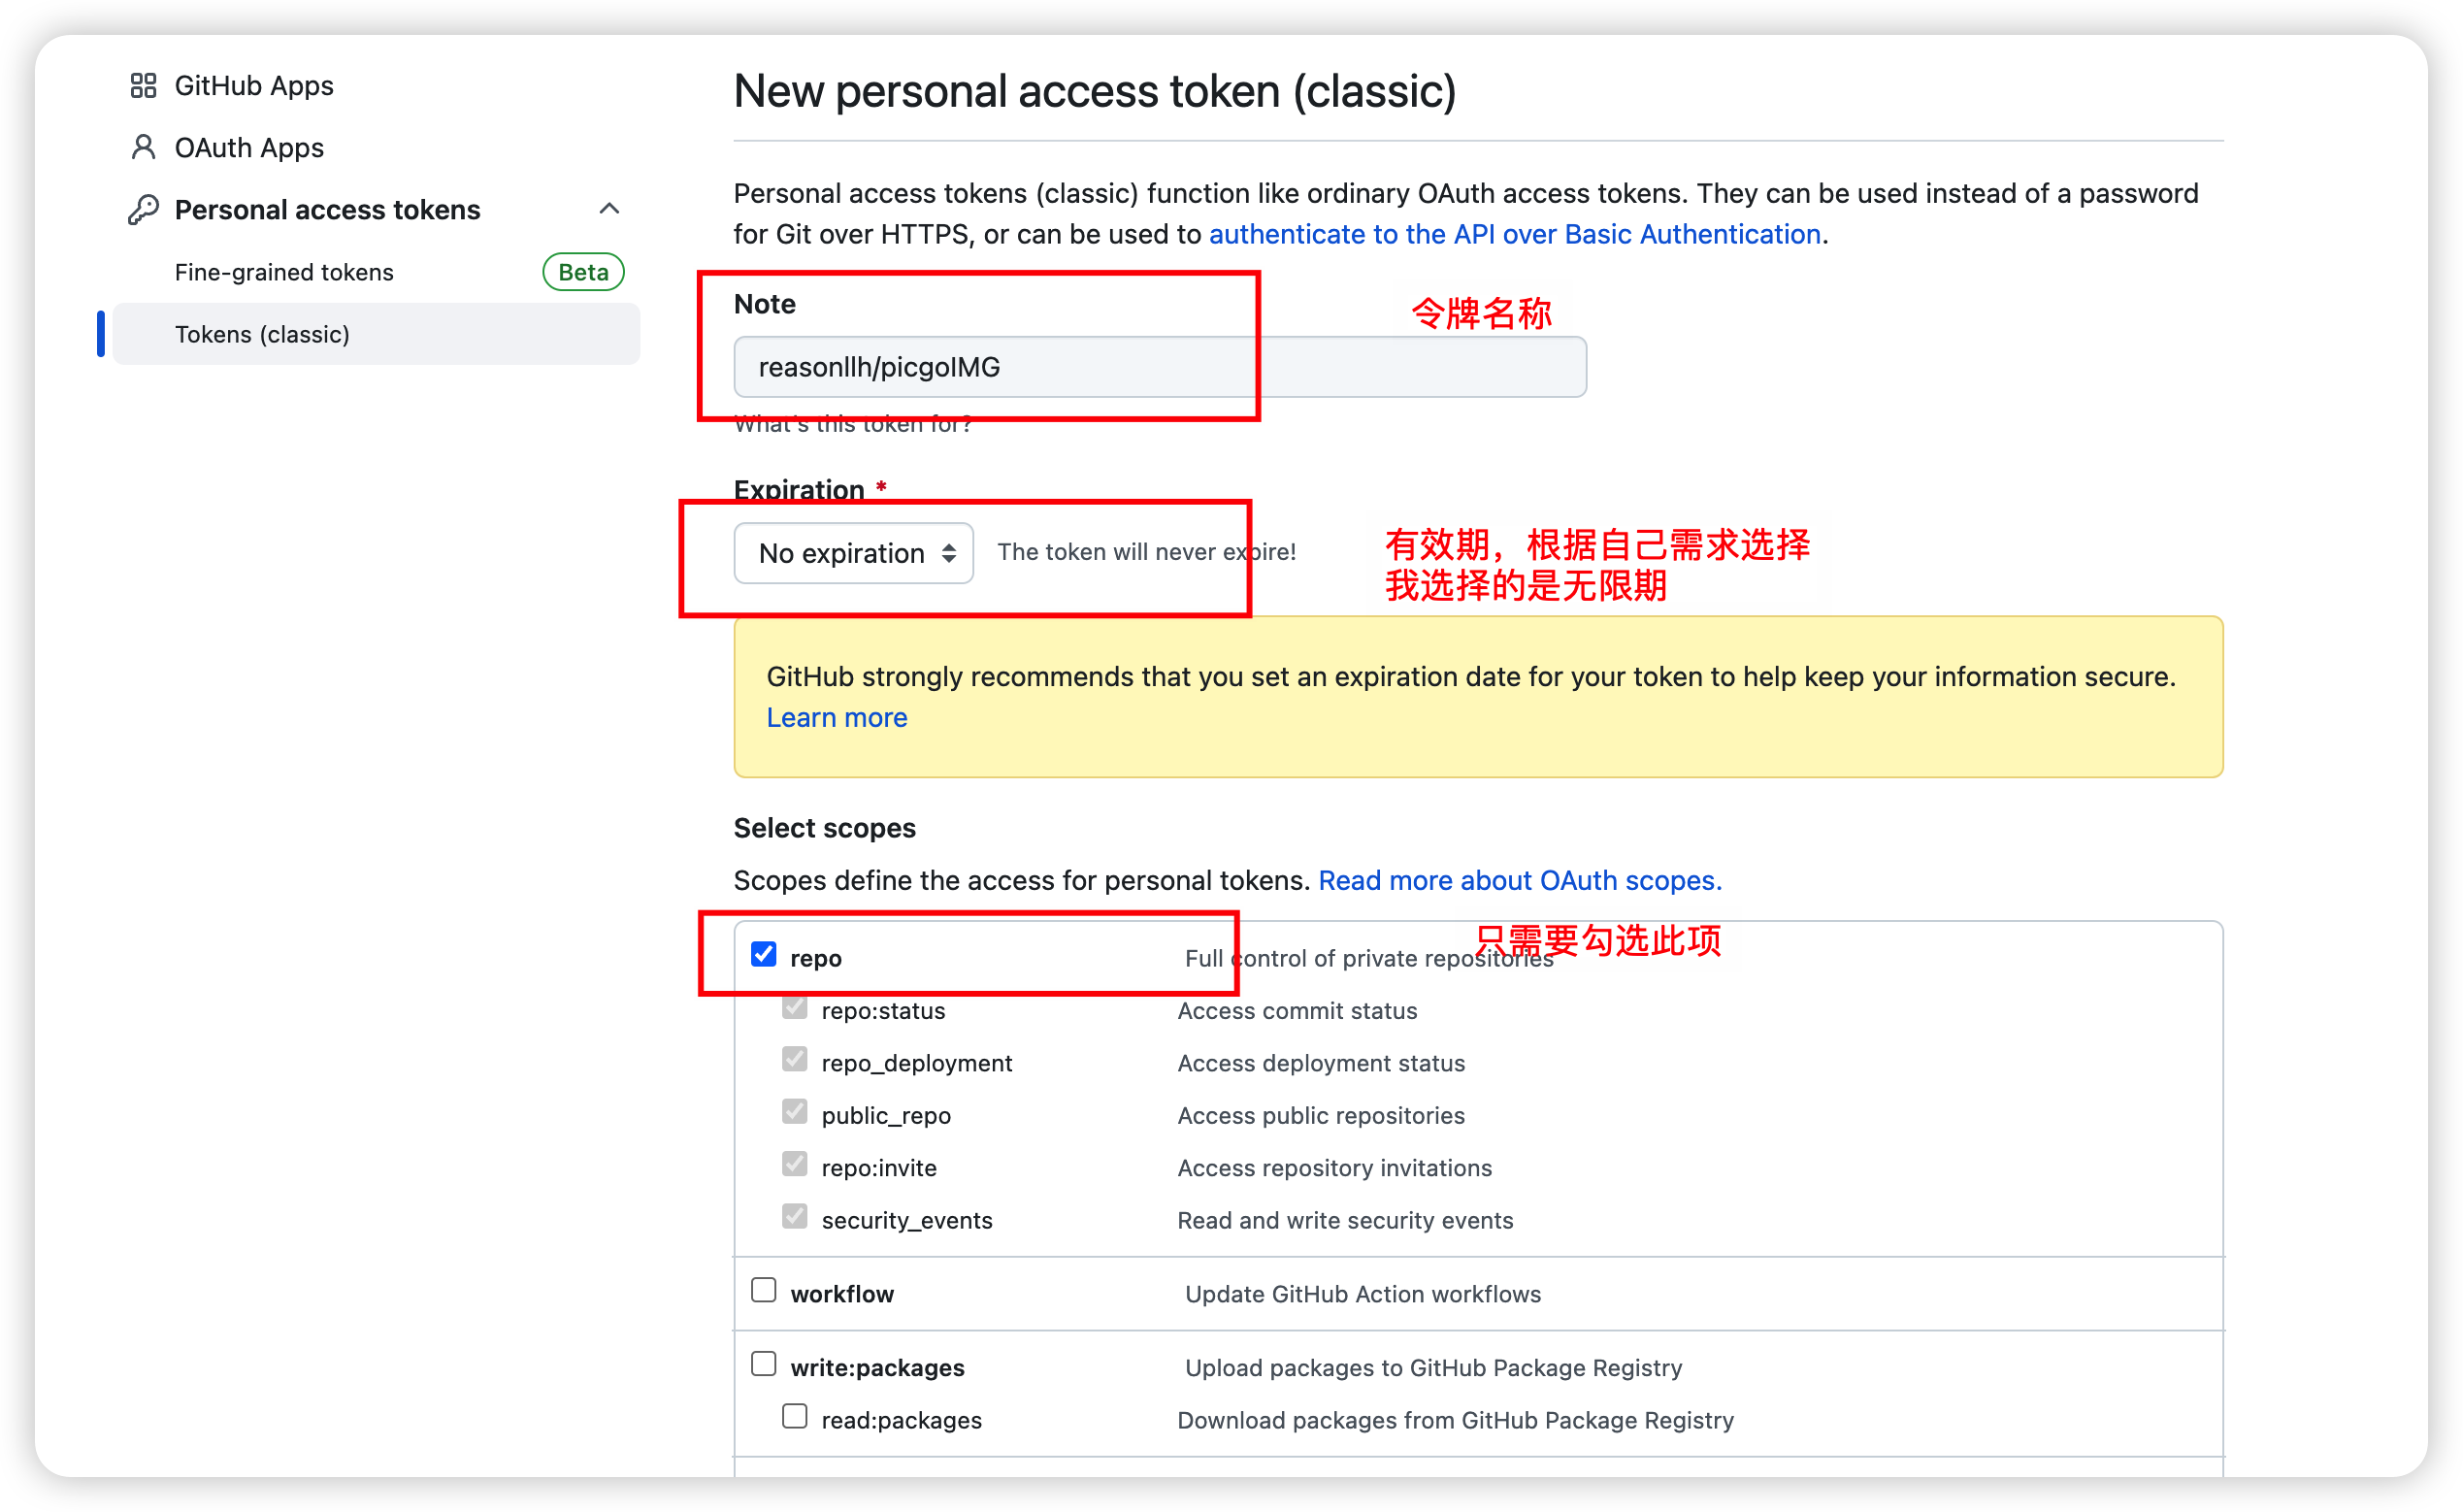 GitHub Apps
OAuth Apps
Personal access tokens
Fine-grained tokens
Beta
Tokens (classic)
New personal access token (classic)
Personal access tokens (classic) function like ordinary OAuth access tokens. They can be used instead of a password
for Git over HTTPS, or can be used to authenticate to the API over Basic Authentication.
Note
令牌名称
reasonllh/picgoIMG
What's this token for?
Expiration *
No expiration
The token will never expire!
有效期，根据自己需求选择
我选择的是无限期
GitHub strongly recommends that you set an expiration date for your token to help keep your information secure.
Learn more
Select scopes
Scopes define the access for personal tokens. Read more about OAuth scopes.
只需要勾选此项
repo Full control of private repositories
repo:status Access commit status
repo_deployment Access deployment status
public_repo Access public repositories
repo:invite Access repository invitations
security_events Read and write security events
workflow Update GitHub Action workflows
write:packages Upload packages to GitHub Package Registry
read:packages Download packages from GitHub Package Registry